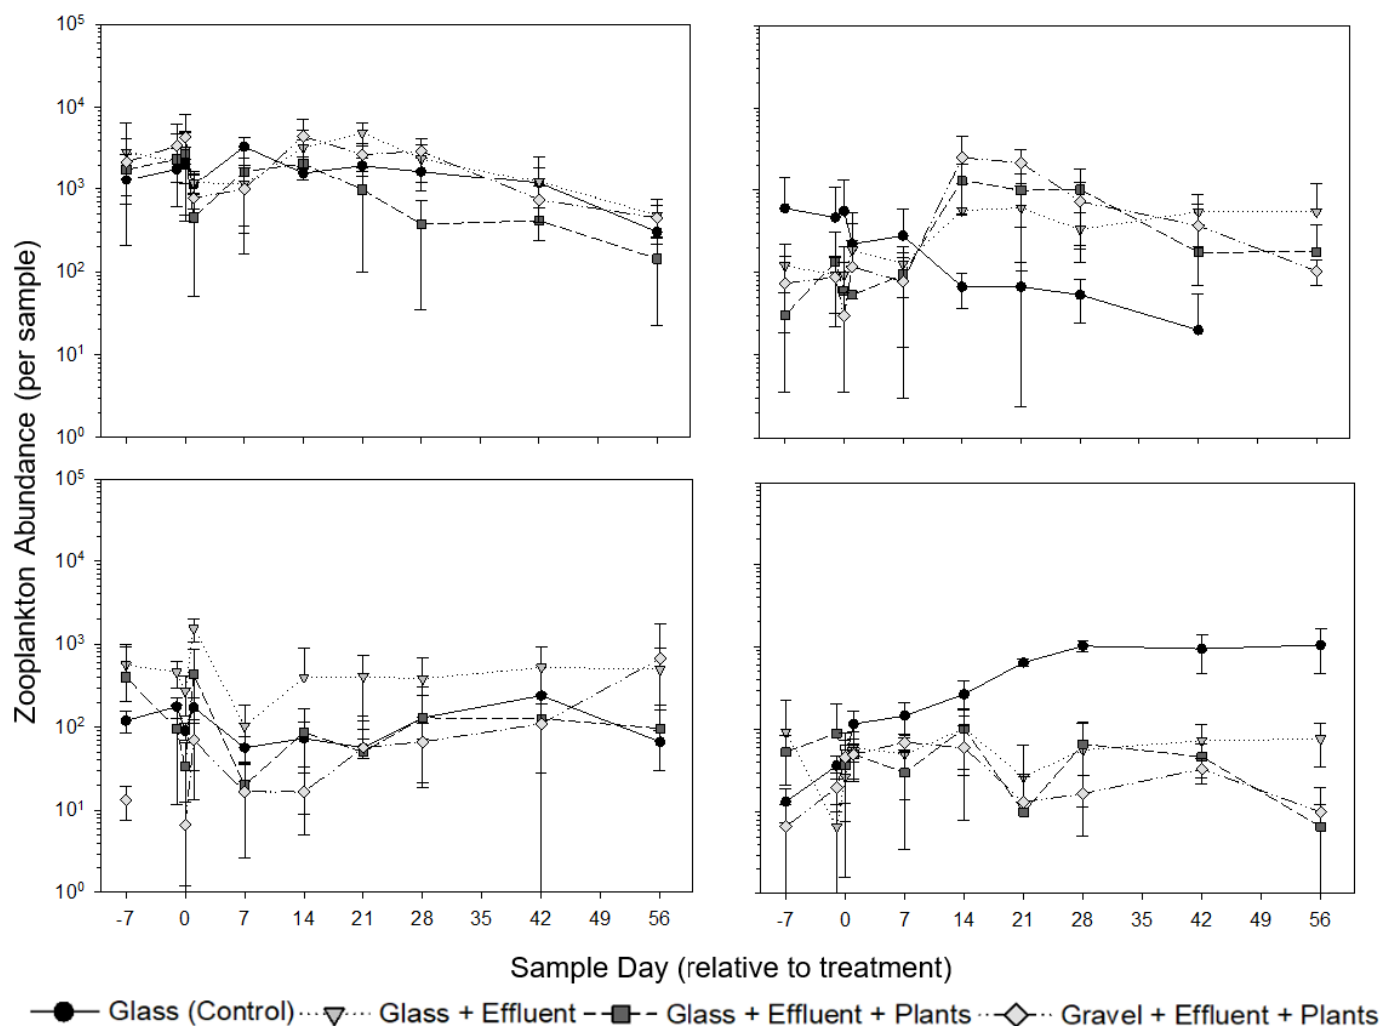 Zooplankton Abundance (per sample)
10⁵
10⁴
10³
10²
10¹
10⁰
10⁵
10⁴
10³
10²
10¹
10⁰
-7 0 7 14 21 28 35 42 49 56
-7 0 7 14 21 28 35 42 49 56
Sample Day (relative to treatment)
Glass (Control) Glass + Effluent Glass + Effluent + Plants Gravel + Effluent + Plants